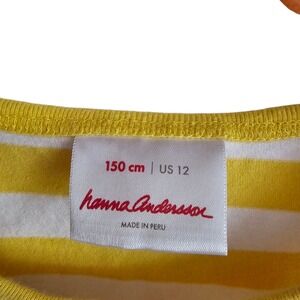 150 cm | US 12
hanna andersson
MADE IN PERU